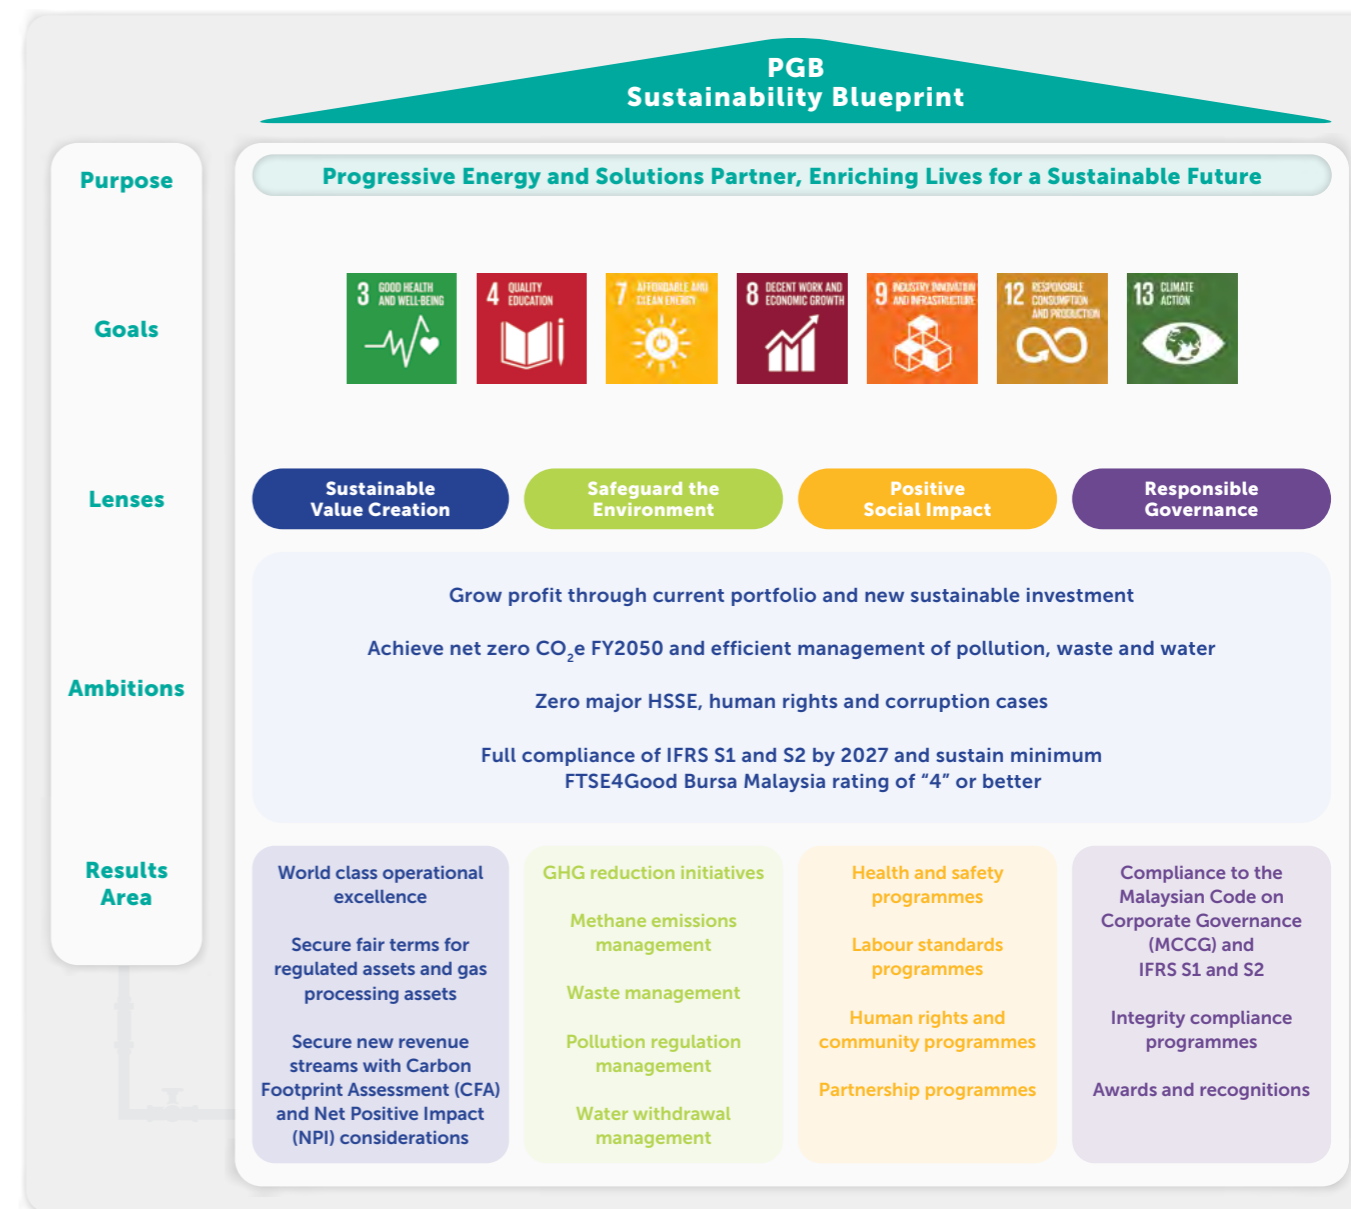 PGB
Sustainability Blueprint
Purpose
Progressive Energy and Solutions Partner, Enriching Lives for a Sustainable Future
Goals
3 GOOD HEALTH
AND WELL-BEING
4 QUALITY
EDUCATION
7 AFFORDABLE AND
CLEAN ENERGY
8 DECENT WORK AND
ECONOMIC GROWTH
9 INDUSTRY, INNOVATION
AND INFRASTRUCTURE
12 RESPONSIBLE
CONSUMPTION
AND PRODUCTION
13 CLIMATE
ACTION
Lenses
Sustainable
Value Creation
Safeguard the
Environment
Positive
Social Impact
Responsible
Governance
Ambitions
Grow profit through current portfolio and new sustainable investment
Achieve net zero CO₂e FY2050 and efficient management of pollution, waste and water
Zero major HSSE, human rights and corruption cases
Full compliance of IFRS S1 and S2 by 2027 and sustain minimum
FTSE4Good Bursa Malaysia rating of “4” or better
Results
Area
World class operational
excellence
Secure fair terms for
regulated assets and gas
processing assets
Secure new revenue
streams with Carbon
Footprint Assessment (CFA)
and Net Positive Impact
(NPI) considerations
GHG reduction initiatives
Methane emissions
management
Waste management
Pollution regulation
management
Water withdrawal
management
Health and safety
programmes
Labour standards
programmes
Human rights and
community programmes
Partnership programmes
Compliance to the
Malaysian Code on
Corporate Governance
(MCCG) and
IFRS S1 and S2
Integrity compliance
programmes
Awards and recognitions